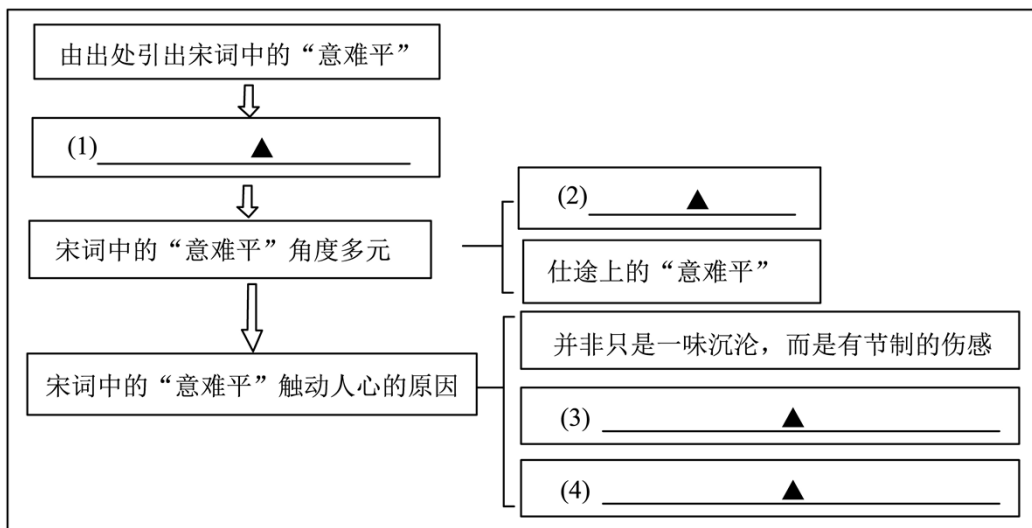 由出处引出宋词中的“意难平”
(1) ▲
(2) ▲
宋词中的“意难平”角度多元
仕途上的“意难平”
并非只是一味沉沦，而是有节制的伤感
宋词中的“意难平”触动人心的原因
(3) ▲
(4) ▲